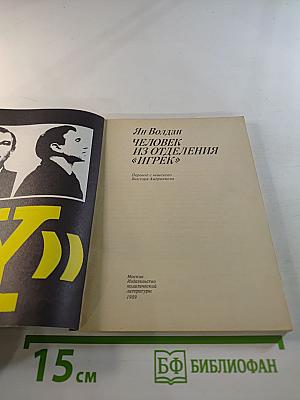 Ян Волдан
ЧЕЛОВЕК
ИЗ ОТДЕЛЕНИЯ
«ИГРЕК»
Перевод с чешского
Виктора Андриянова
Москва
Издательство
политической
литературы
1989
Y»
15 см
БФ БИБЛИОФАН